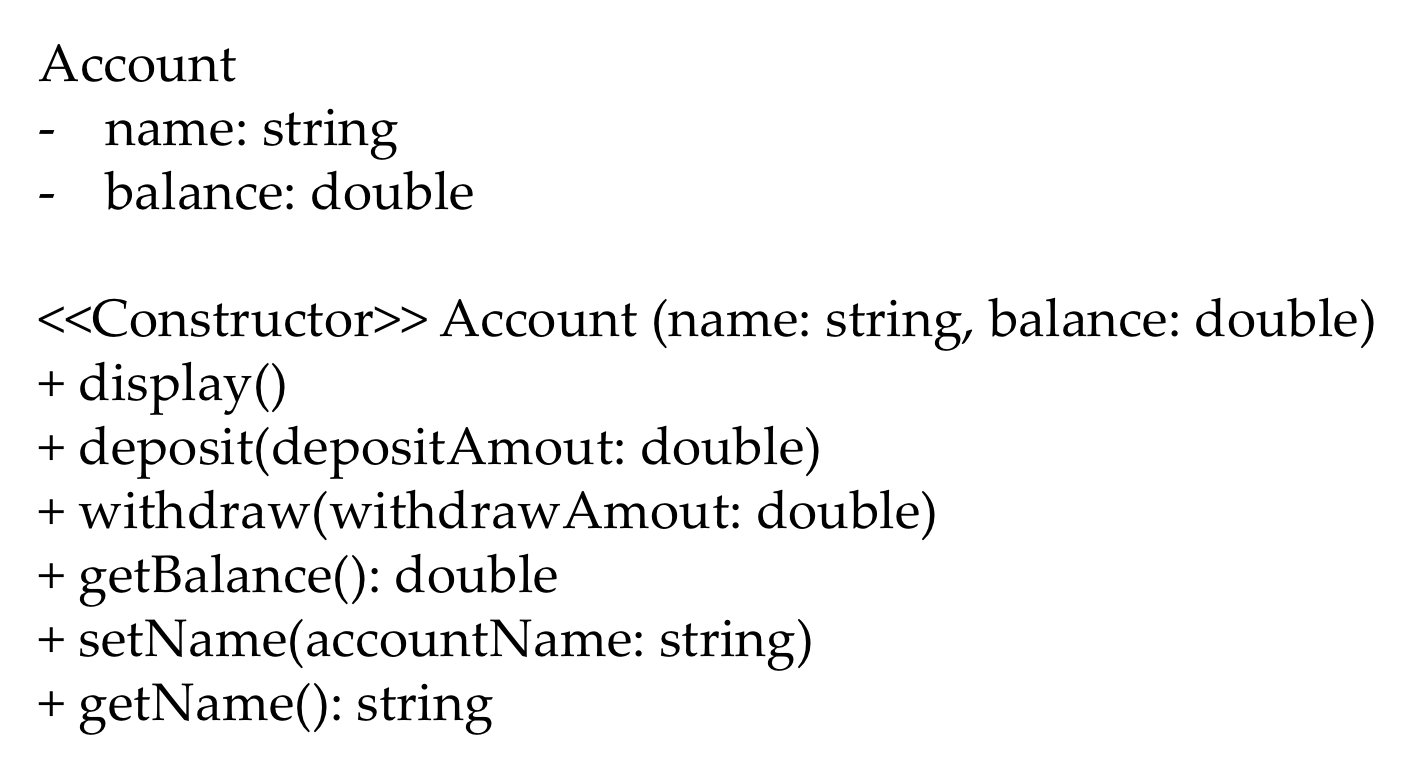 Account
- name: string
- balance: double
<<Constructor>> Account (name: string, balance: double)
+ display()
+ deposit(depositAmout: double)
+ withdraw(withdrawAmout: double)
+ getBalance(): double
+ setName(accountName: string)
+ getName(): string